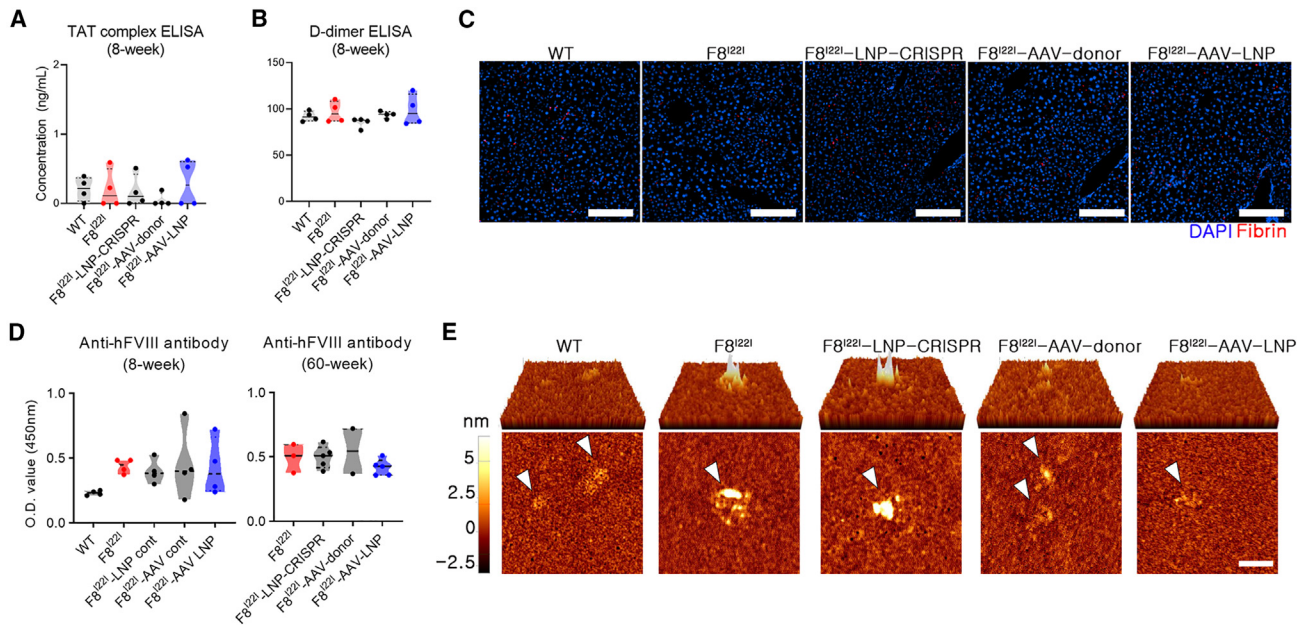 A
TAT complex ELISA
(8-week)
Concentration (ng/mL)
2
1
0
WT
F8I22I
F8I22I-LNP-CRISPR
F8I22I-AAV-donor
F8I22I-AAV-LNP
B
D-dimer ELISA
(8-week)
150
100
50
0
WT
F8I22I
F8I22I-LNP-CRISPR
F8I22I-AAV-donor
F8I22I-AAV-LNP
C
WT
F8I22I
F8I22I-LNP-CRISPR
F8I22I-AAV-donor
F8I22I-AAV-LNP
DAPI Fibrin
D
Anti-hFVIII antibody
(8-week)
O.D. value (450nm)
1.0
0.5
0.0
WT
F8I22I
F8I22I-LNP cont
F8I22I-AAV cont
F8I22I-AAV LNP
Anti-hFVIII antibody
(60-week)
1.0
0.5
0.0
F8I22I
F8I22I-LNP-CRISPR
F8I22I-AAV-donor
F8I22I-AAV-LNP
E
WT
F8I22I
F8I22I-LNP-CRISPR
F8I22I-AAV-donor
F8I22I-AAV-LNP
nm
5
2.5
0
−2.5